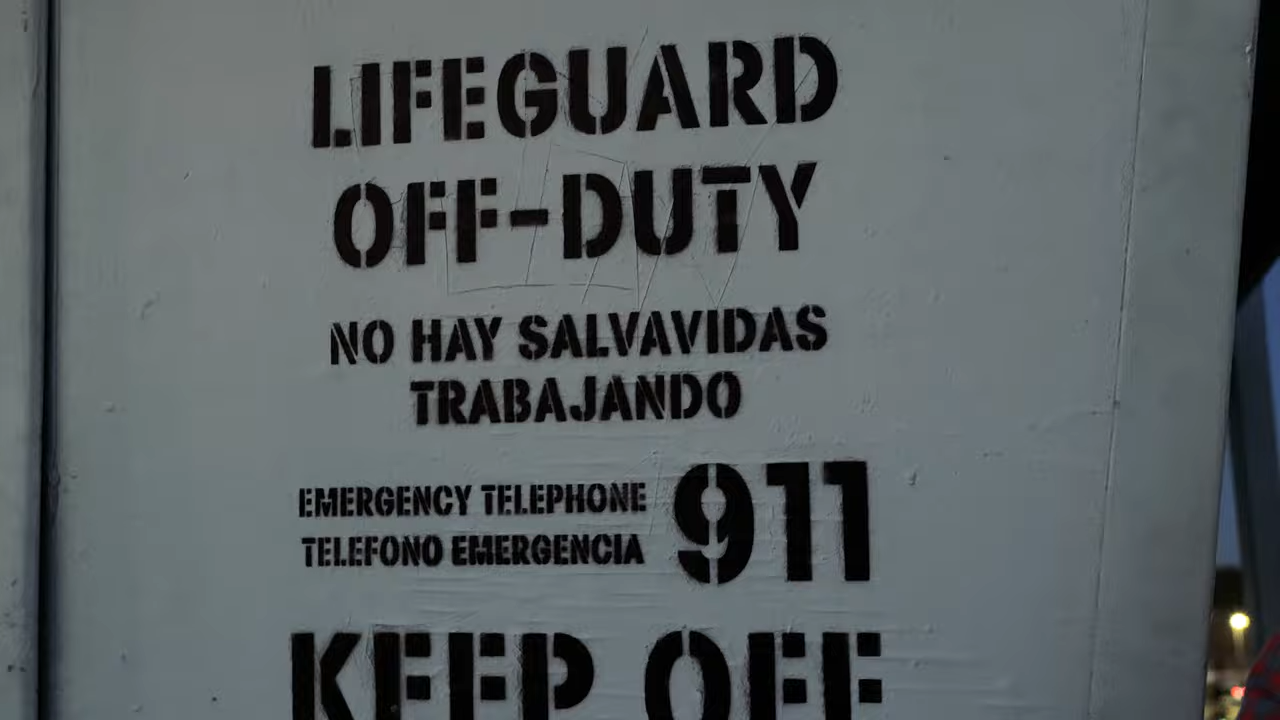 LIFEGUARD
OFF-DUTY
NO HAY SALVAVIDAS
TRABAJANDO
EMERGENCY TELEPHONE 911
TELEFONO EMERGENCIA
KEEP OFF